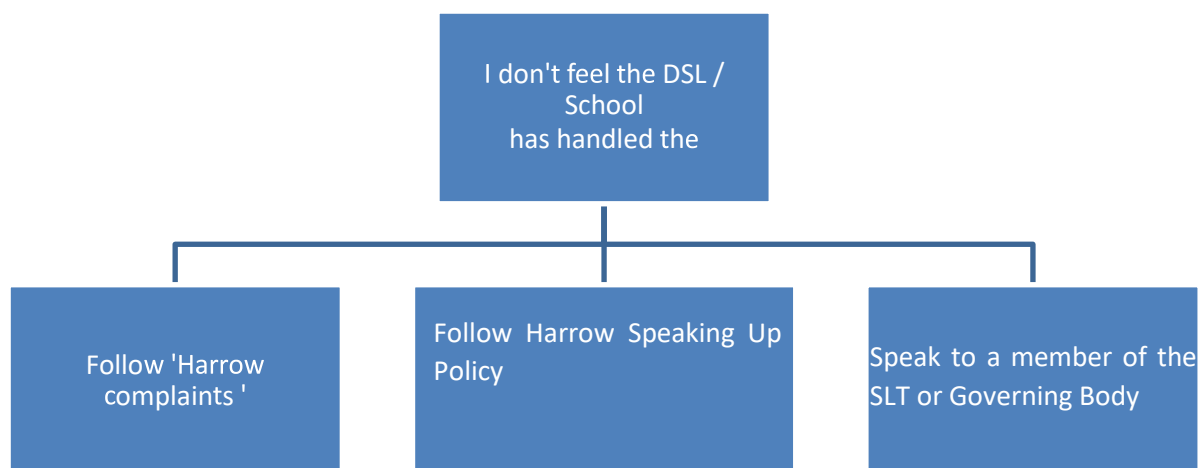 I don't feel the DSL /
School
has handled the
Follow 'Harrow
complaints '
Follow Harrow Speaking Up
Policy
Speak to a member of the
SLT or Governing Body